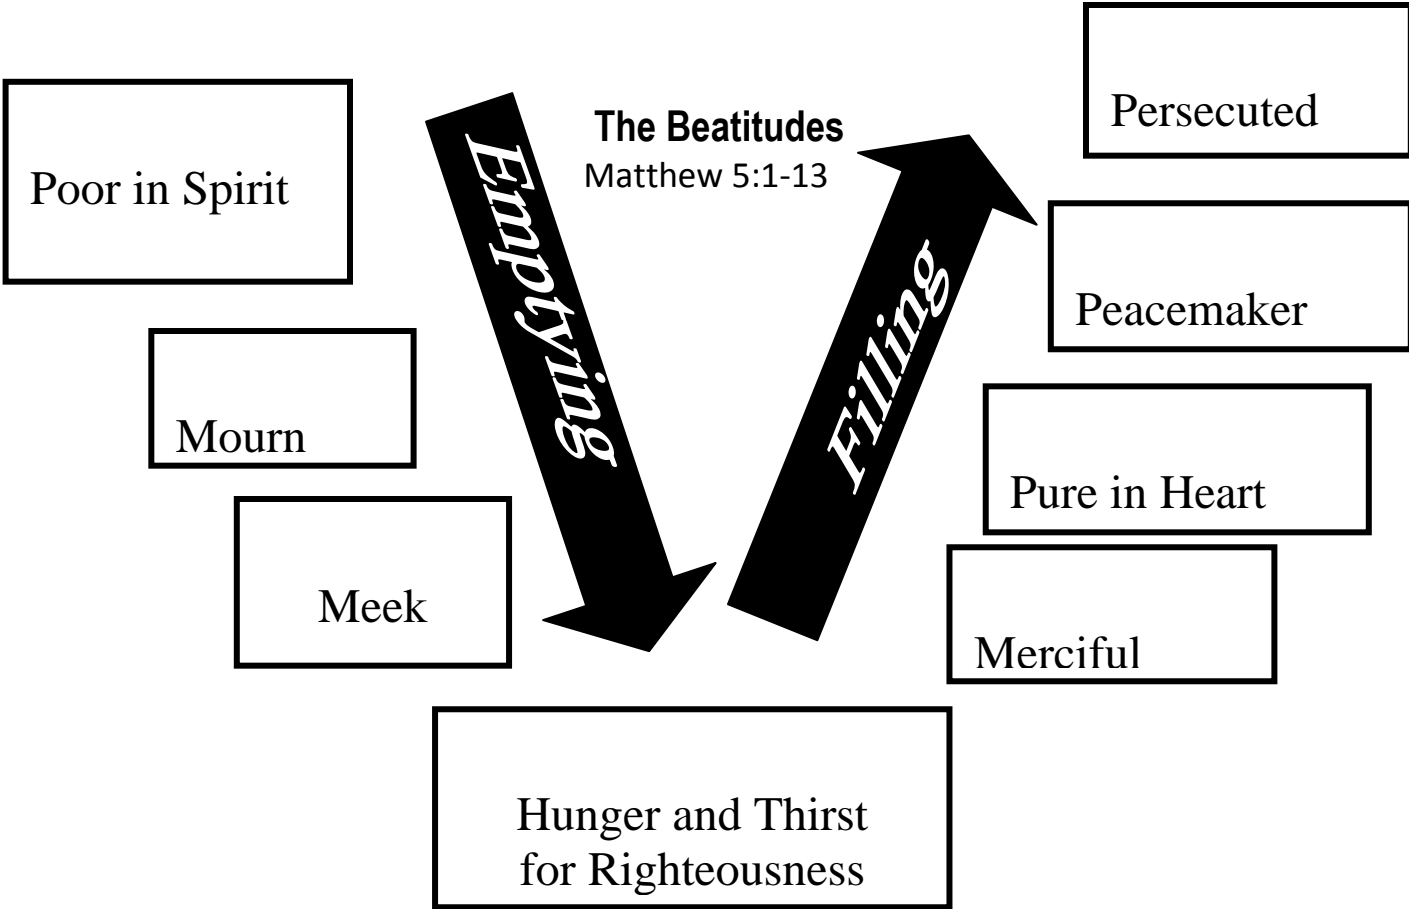 The Beatitudes
Matthew 5:1-13
Poor in Spirit
Mourn
Meek
Emptying
Hunger and Thirst
for Righteousness
Filling
Merciful
Pure in Heart
Peacemaker
Persecuted